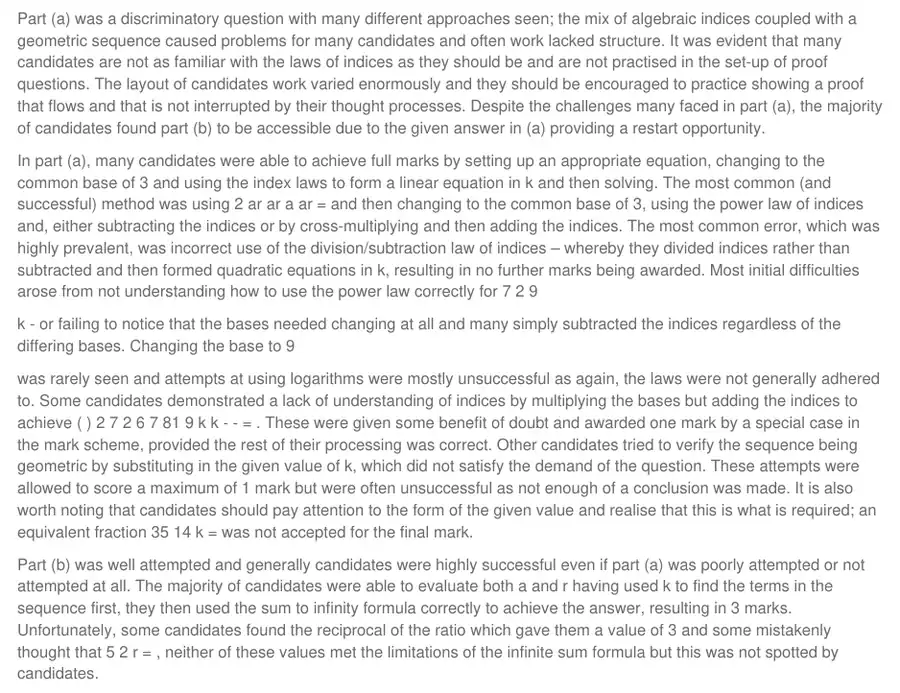 Part (a) was a discriminatory question with many different approaches seen; the mix of algebraic indices coupled with a
geometric sequence caused problems for many candidates and often work lacked structure. It was evident that many
candidates are not as familiar with the laws of indices as they should be and are not practised in the set-up of proof
questions. The layout of candidates work varied enormously and they should be encouraged to practice showing a proof
that flows and that is not interrupted by their thought processes. Despite the challenges many faced in part (a), the majority
of candidates found part (b) to be accessible due to the given answer in (a) providing a restart opportunity.
In part (a), many candidates were able to achieve full marks by setting up an appropriate equation, changing to the
common base of 3 and using the index laws to form a linear equation in k and then solving. The most common (and
successful) method was using 2 ar ar a ar = and then changing to the common base of 3, using the power law of indices
and, either subtracting the indices or by cross-multiplying and then adding the indices. The most common error, which was
highly prevalent, was incorrect use of the division/subtraction law of indices – whereby they divided indices rather than
subtracted and then formed quadratic equations in k, resulting in no further marks being awarded. Most initial difficulties
arose from not understanding how to use the power law correctly for 7 2 9
k - or failing to notice that the bases needed changing at all and many simply subtracted the indices regardless of the
differing bases. Changing the base to 9
was rarely seen and attempts at using logarithms were mostly unsuccessful as again, the laws were not generally adhered
to. Some candidates demonstrated a lack of understanding of indices by multiplying the bases but adding the indices to
achieve ( ) 2 7 2 6 7 81 9 k k - - = . These were given some benefit of doubt and awarded one mark by a special case in
the mark scheme, provided the rest of their processing was correct. Other candidates tried to verify the sequence being
geometric by substituting in the given value of k, which did not satisfy the demand of the question. These attempts were
allowed to score a maximum of 1 mark but were often unsuccessful as not enough of a conclusion was made. It is also
worth noting that candidates should pay attention to the form of the given value and realise that this is what is required; an
equivalent fraction 35 14 k = was not accepted for the final mark.
Part (b) was well attempted and generally candidates were highly successful even if part (a) was poorly attempted or not
attempted at all. The majority of candidates were able to evaluate both a and r having used k to find the terms in the
sequence first, they then used the sum to infinity formula correctly to achieve the answer, resulting in 3 marks.
Unfortunately, some candidates found the reciprocal of the ratio which gave them a value of 3 and some mistakenly
thought that 5 2 r = , neither of these values met the limitations of the infinite sum formula but this was not spotted by
candidates.